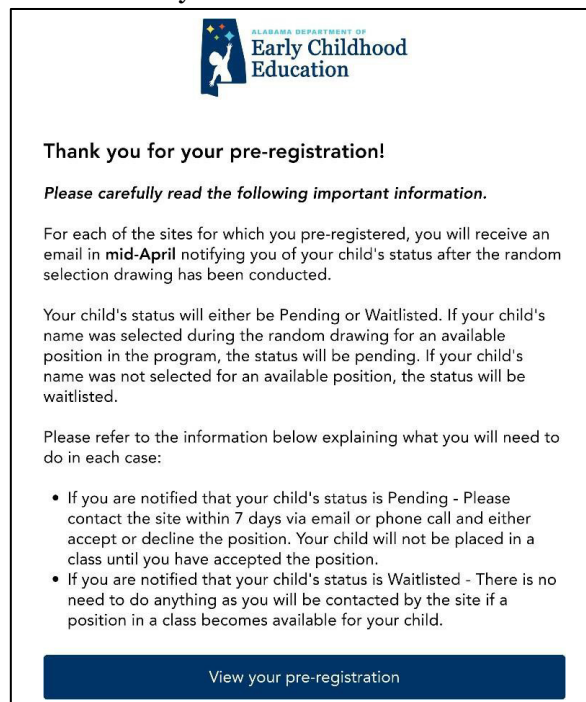 ALABAMA DEPARTMENT OF
Early Childhood
Education
Thank you for your pre-registration!
Please carefully read the following important information.
For each of the sites for which you pre-registered, you will receive an
email in mid-April notifying you of your child's status after the random
selection drawing has been conducted.
Your child's status will either be Pending or Waitlisted. If your child's
name was selected during the random drawing for an available
position in the program, the status will be pending. If your child's
name was not selected for an available position, the status will be
waitlisted.
Please refer to the information below explaining what you will need to
do in each case:
• If you are notified that your child's status is Pending - Please
contact the site within 7 days via email or phone call and either
accept or decline the position. Your child will not be placed in a
class until you have accepted the position.
• If you are notified that your child's status is Waitlisted - There is no
need to do anything as you will be contacted by the site if a
position in a class becomes available for your child.
View your pre-registration